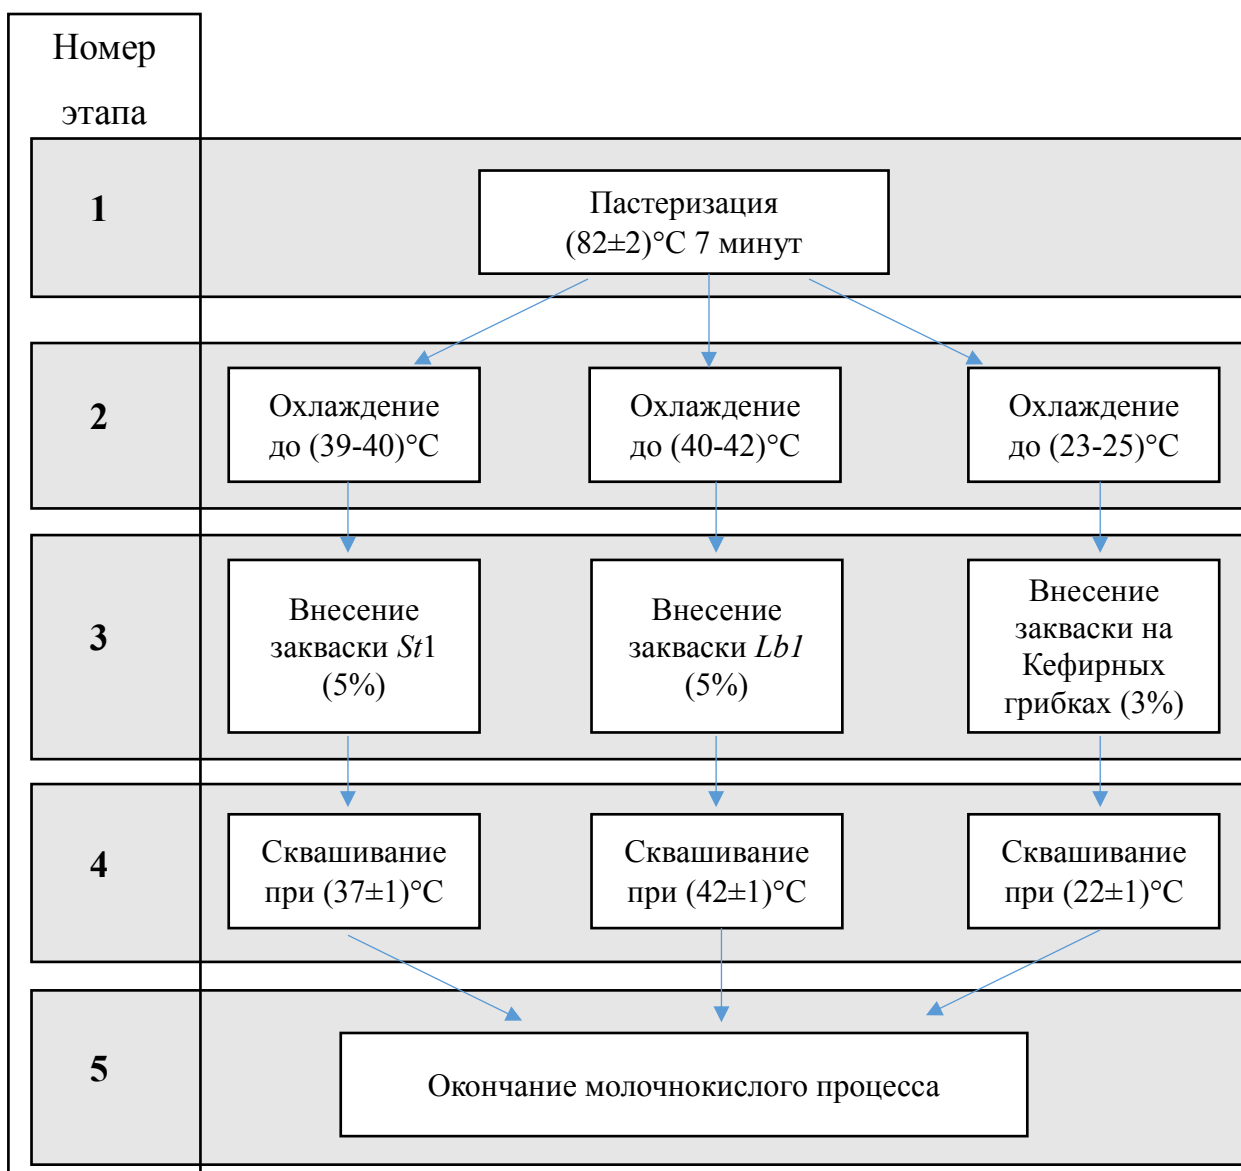 Номер
этапа
1
Пастеризация
(82±2)°С 7 минут
2
Охлаждение
до (39-40)°С
Охлаждение
до (40-42)°С
Охлаждение
до (23-25)°С
3
Внесение
закваски St1
(5%)
Внесение
закваски Lb1
(5%)
Внесение
закваски на
Кефирных
грибках (3%)
4
Сквашивание
при (37±1)°С
Сквашивание
при (42±1)°С
Сквашивание
при (22±1)°С
5
Окончание молочнокислого процесса